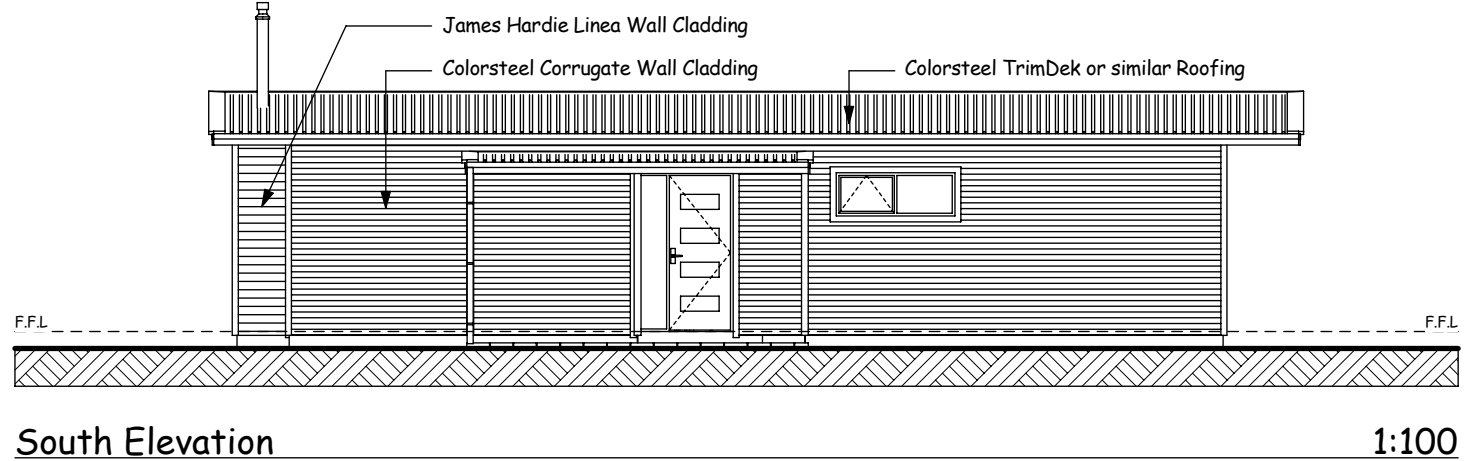 James Hardie Linea Wall Cladding
Colorsteel Corrugate Wall Cladding
Colorsteel TrimDek or similar Roofing
F.F.L
F.F.L
South Elevation
1:100